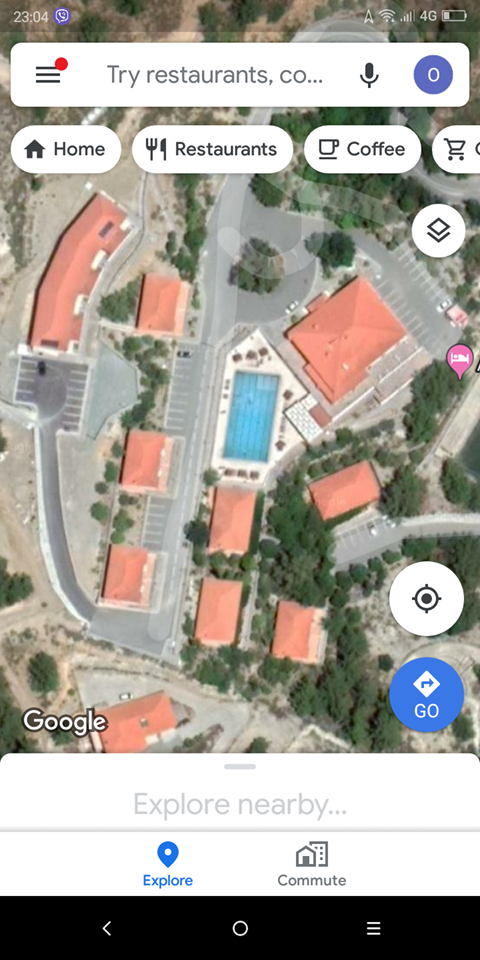 23:04
4G
Try restaurants, co...
O
Home
Restaurants
Coffee
Google
GO
Explore nearby...
Explore
Commute